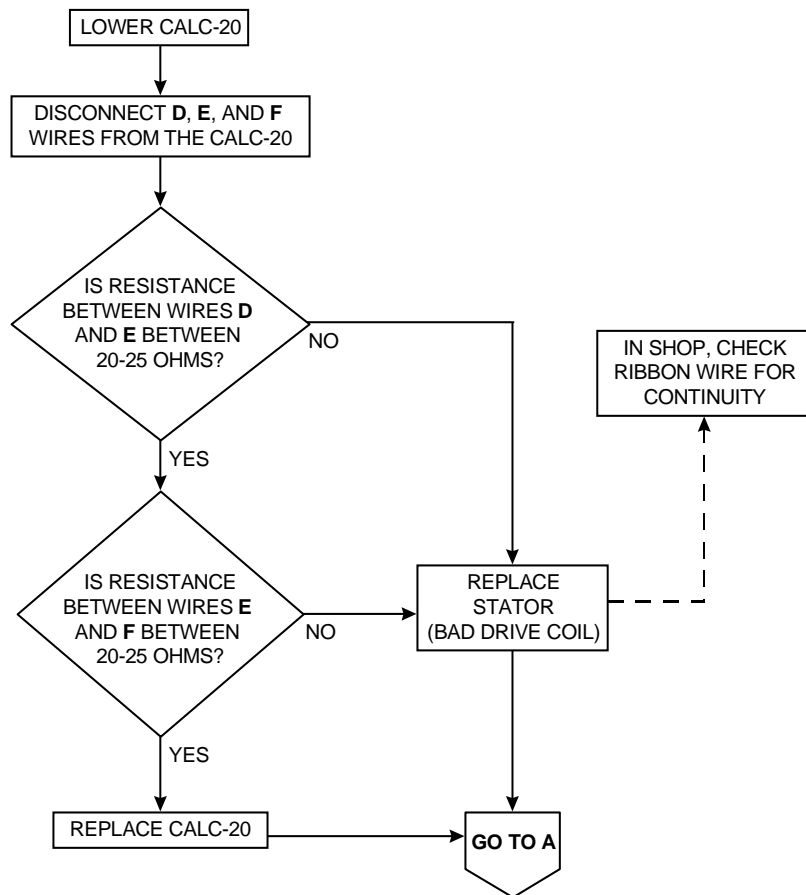 LOWER CALC-20
DISCONNECT D, E, AND F
WIRES FROM THE CALC-20
IS RESISTANCE
BETWEEN WIRES D
AND E BETWEEN
20-25 OHMS?
NO
IN SHOP, CHECK
RIBBON WIRE FOR
CONTINUITY
YES
IS RESISTANCE
BETWEEN WIRES E
AND F BETWEEN
20-25 OHMS?
NO
REPLACE
STATOR
(BAD DRIVE COIL)
YES
REPLACE CALC-20
GO TO A